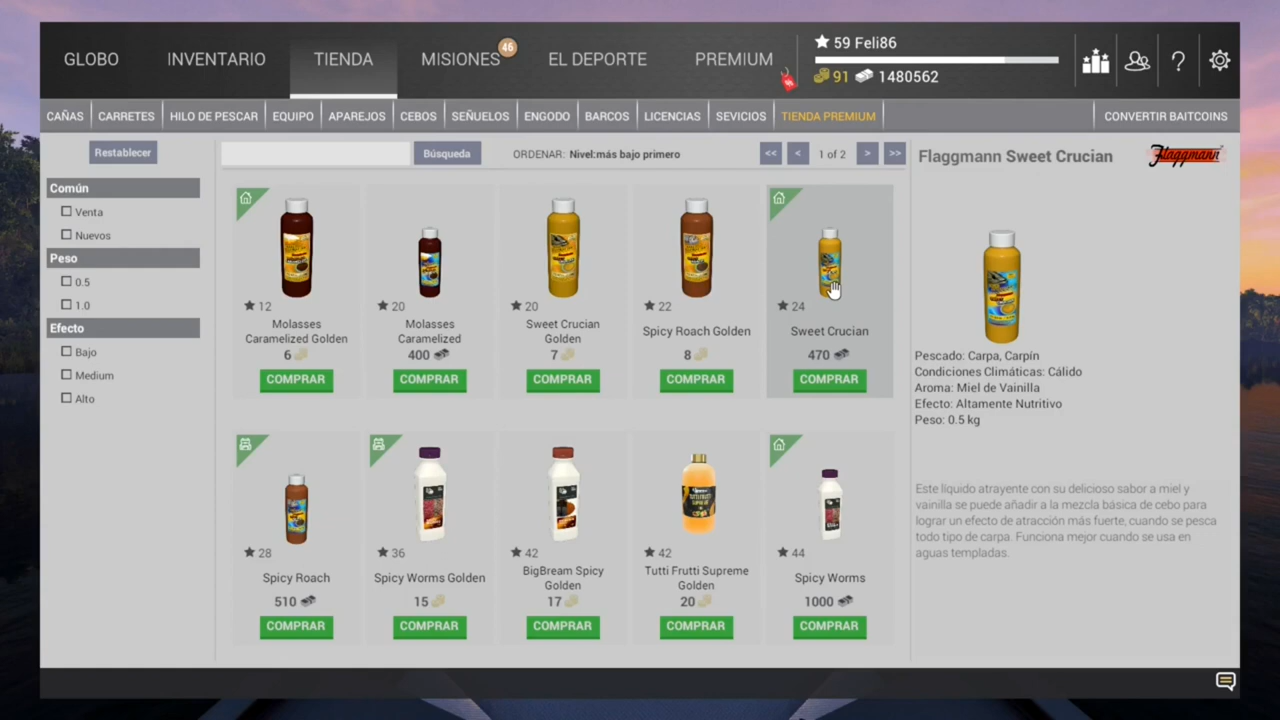 GLOBO
INVENTARIO
TIENDA
MISIONES
46
EL DEPORTE
PREMIUM
59 Feli86
91 1480562
CAÑAS
CARRETES
HILO DE PESCAR
EQUIPO
APAREJOS
CEBOS
SEÑUELOS
ENGODO
BARCOS
LICENCIAS
SEVICIOS
TIENDA PREMIUM
CONVERTIR BAITCOINS
Restablecer
Común
Venta
Nuevos
Peso
0.5
1.0
Efecto
Bajo
Medium
Alto
Búsqueda
ORDENAR: Nivel:más bajo primero
<< < 1 of 2 > >>
12
Molasses
Caramelized Golden
6
COMPRAR
20
Molasses
Caramelized
400
COMPRAR
20
Sweet Crucian
Golden
7
COMPRAR
22
Spicy Roach Golden
8
COMPRAR
24
Sweet Crucian
470
COMPRAR
28
Spicy Roach
510
COMPRAR
36
Spicy Worms Golden
15
COMPRAR
42
BigBream Spicy
Golden
17
COMPRAR
42
Tutti Frutti Supreme
Golden
20
COMPRAR
44
Spicy Worms
1000
COMPRAR
Flaggmann Sweet Crucian
Flaggmann
Pescado: Carpa, Carpín
Condiciones Climáticas: Cálido
Aroma: Miel de Vainilla
Efecto: Altamente Nutritivo
Peso: 0.5 kg
Este líquido atrayente con su delicioso sabor a miel y
vainilla se puede añadir a la mezcla básica de cebo para
lograr un efecto de atracción más fuerte, cuando se pesca
todo tipo de carpa. Funciona mejor cuando se usa en
aguas templadas.